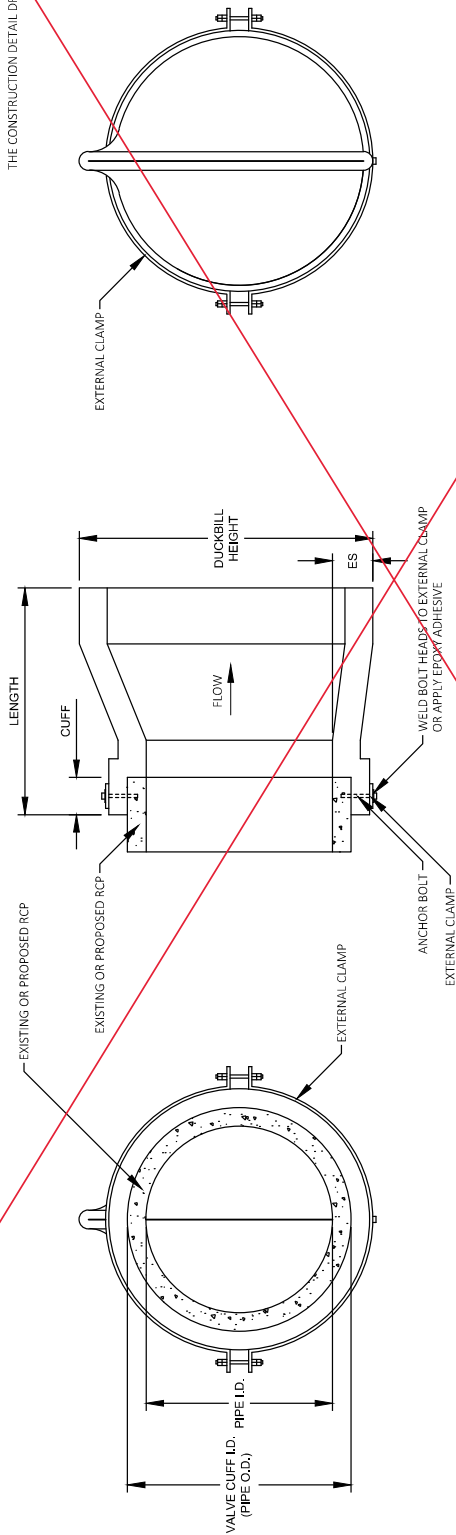 THE CONSTRUCTION DETAIL
EXISTING OR PROPOSED RCP
EXISTING OR PROPOSED RCP
VALVE CUFF I.D.
(PIPE O.D.)
PIPE I.D.
EXTERNAL CLAMP
LENGTH
CUFF
FLOW
DUCKBILL
HEIGHT
ES
ANCHOR BOLT
EXTERNAL CLAMP
WELD BOLT HEADS TO EXTERNAL CLAMP
OR APPLY EPOXY ADHESIVE
EXTERNAL CLAMP